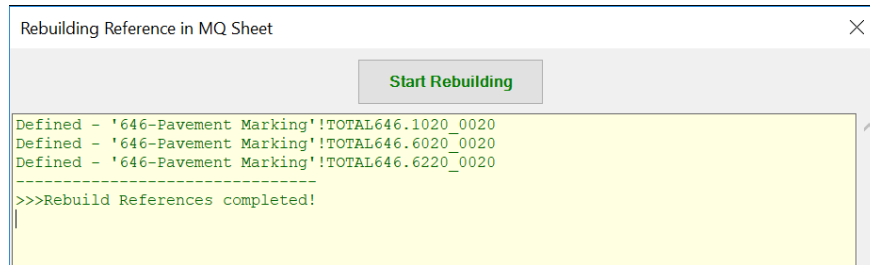 Rebuilding Reference in MQ Sheet
Start Rebuilding
Defined - '646-Pavement Marking'!TOTAL646.1020_0020
Defined - '646-Pavement Marking'!TOTAL646.6020_0020
Defined - '646-Pavement Marking'!TOTAL646.6220_0020
--------------------------------
>>>Rebuild References completed!